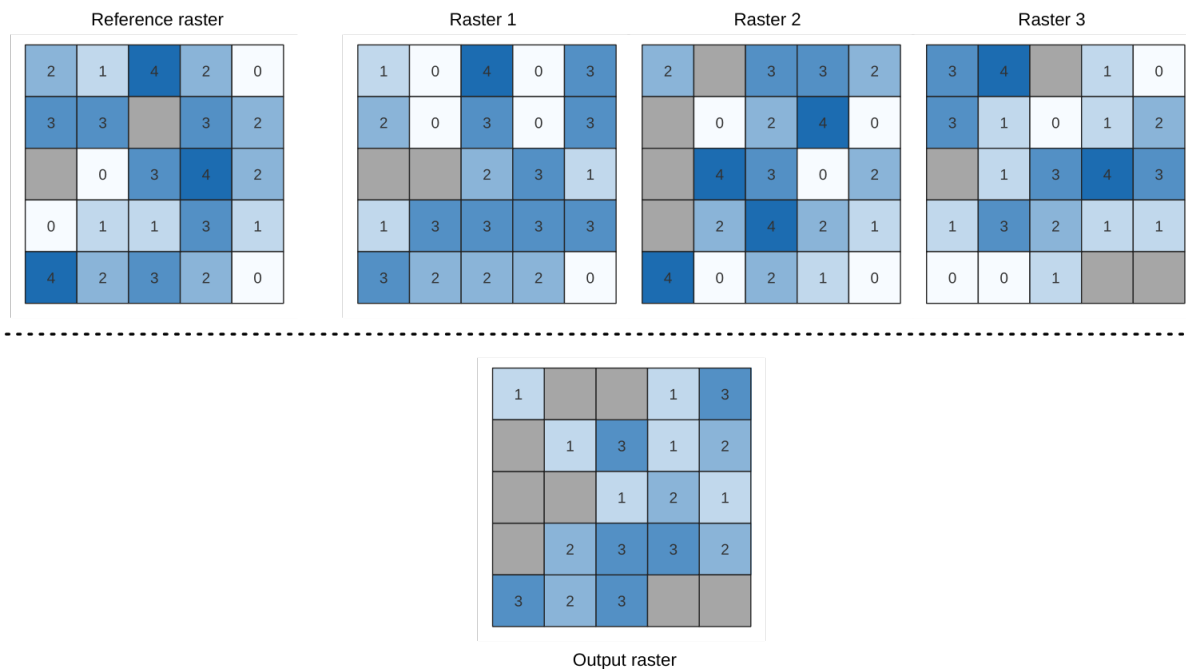 Reference raster Raster 1 Raster 2 Raster 3
2 1 4 2 0 1 0 4 0 3 2 3 3 2 3 4 1 0
3 3 3 2 2 0 3 0 3 0 2 4 0 3 1 0 1 2
0 3 4 2 2 3 1 4 3 0 2 1 3 4 3
0 1 1 3 1 1 3 3 3 3 2 4 2 1 1 3 2 1 1
4 2 3 2 0 3 2 2 2 0 4 0 2 1 0 0 0 1
1 1 3
1 3 1 2
1 2 1
2 3 3 2
3 2 3
Output raster